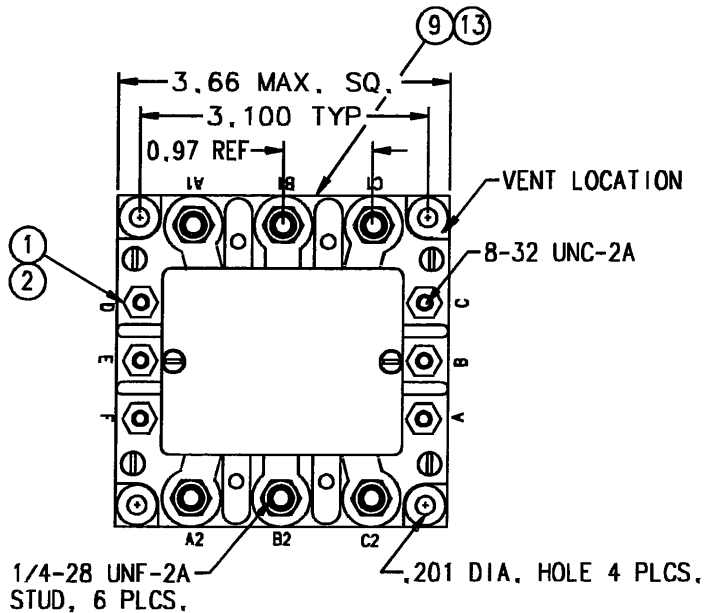 9 13
3.66 MAX. SQ.
3.100 TYP
0.97 REF
A1 B1 C1
VENT LOCATION
1
2
8-32 UNC-2A
D C
E B
F A
A2 B2 C2
1/4-28 UNF-2A
STUD, 6 PLCS.
.201 DIA. HOLE 4 PLCS.